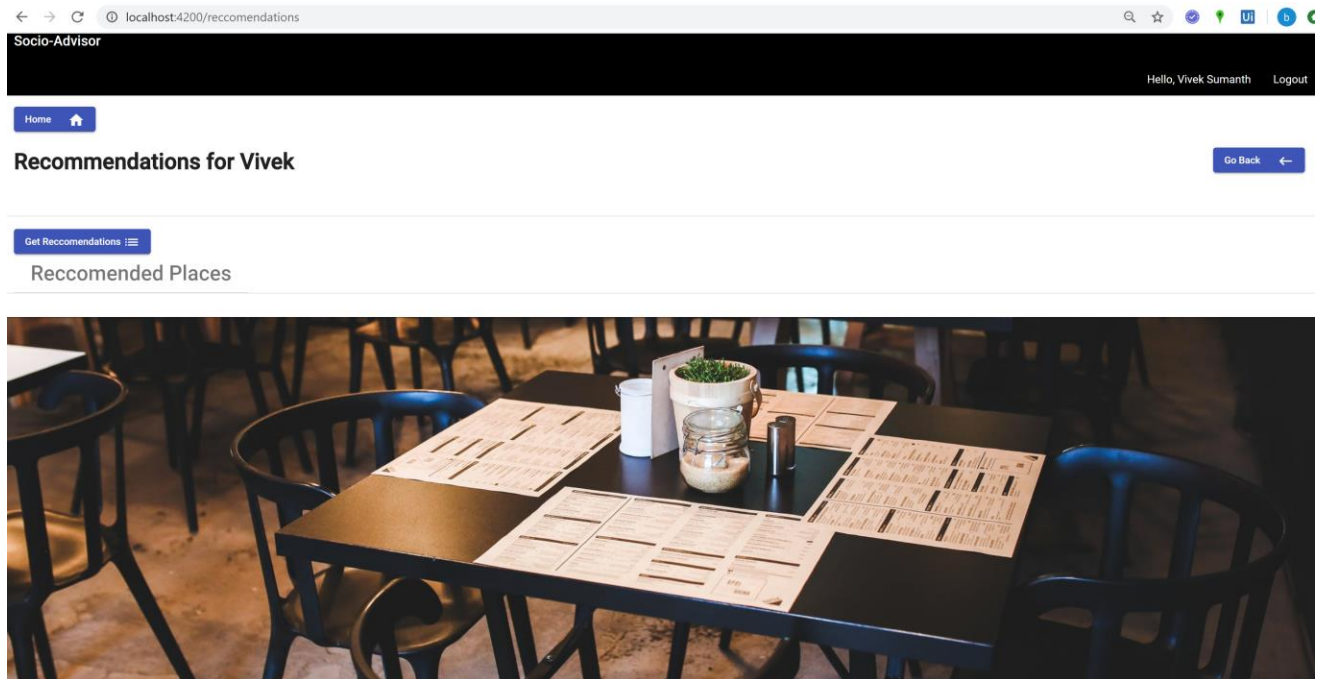 localhost:4200/reccomendations
Ui
b
Socio-Advisor
Hello, Vivek Sumanth Logout
Home
Recommendations for Vivek
Go Back
Get Reccomendations
Reccomended Places